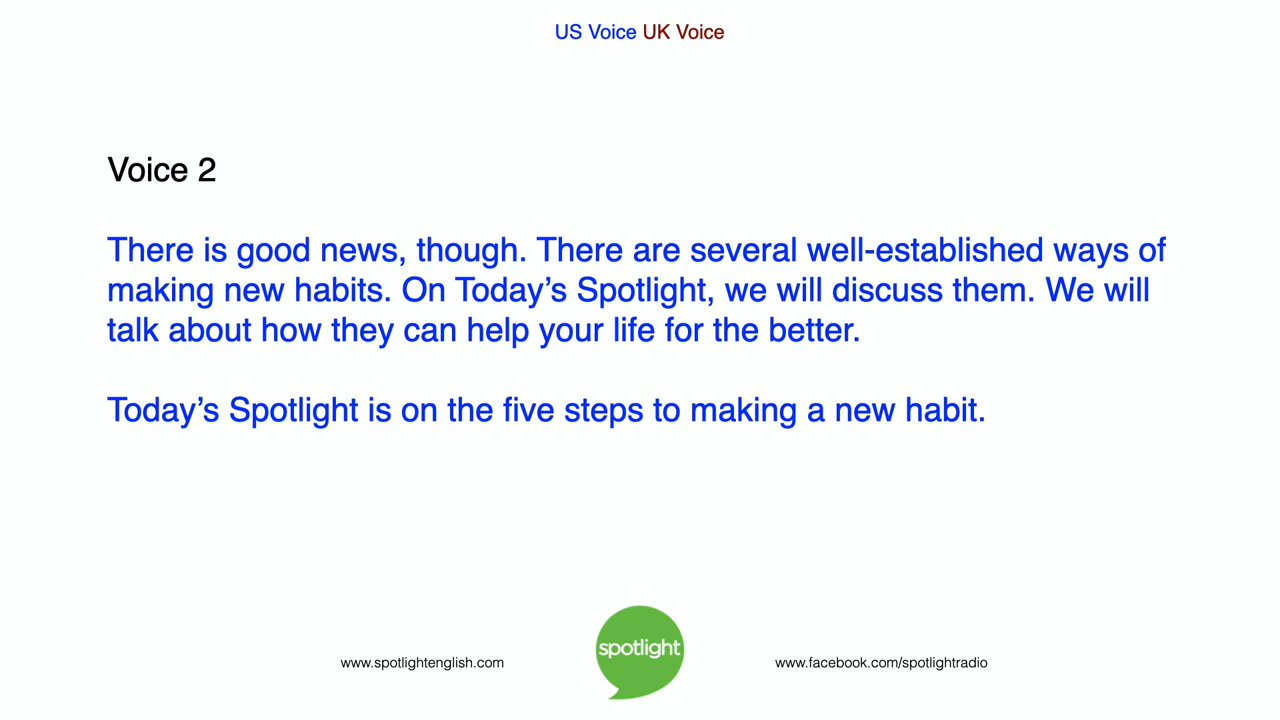 US Voice UK Voice
Voice 2
There is good news, though. There are several well-established ways of
making new habits. On Today’s Spotlight, we will discuss them. We will
talk about how they can help your life for the better.
Today’s Spotlight is on the five steps to making a new habit.
www.spotlightenglish.com
spotlight
www.facebook.com/spotlightradio